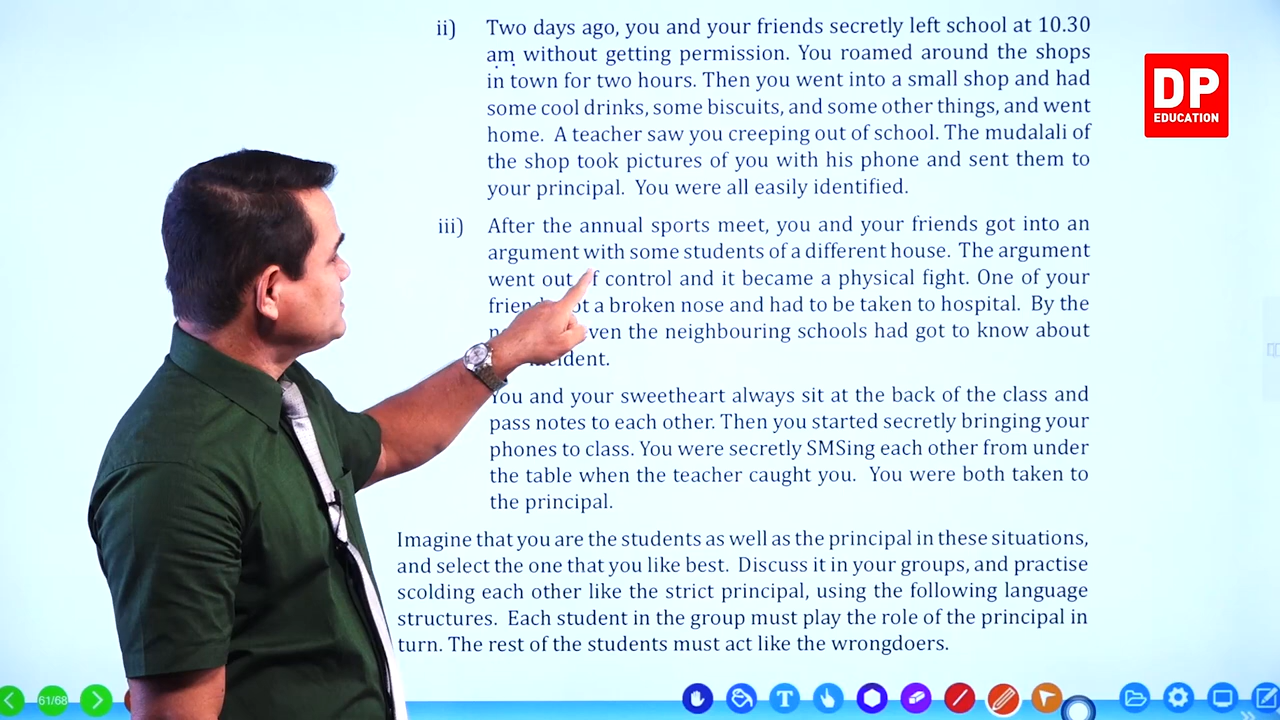 ii) Two days ago, you and your friends secretly left school at 10.30
am without getting permission. You roamed around the shops
in town for two hours. Then you went into a small shop and had
some cool drinks, some biscuits, and some other things, and went
home. A teacher saw you creeping out of school. The mudalali of
the shop took pictures of you with his phone and sent them to
your principal. You were all easily identified.
DP
EDUCATION
iii) After the annual sports meet, you and your friends got into an
argument with some students of a different house. The argument
went out of control and it became a physical fight. One of your
a broken nose and had to be taken to hospital. By the
the neighbouring schools had got to know about
You and your sweetheart always sit at the back of the class and
pass notes to each other. Then you started secretly bringing your
phones to class. You were secretly SMSing each other from under
the table when the teacher caught you. You were both taken to
the principal.
Imagine that you are the students as well as the principal in these situations,
and select the one that you like best. Discuss it in your groups, and practise
scolding each other like the strict principal, using the following language
structures. Each student in the group must play the role of the principal in
turn. The rest of the students must act like the wrongdoers.
61/68